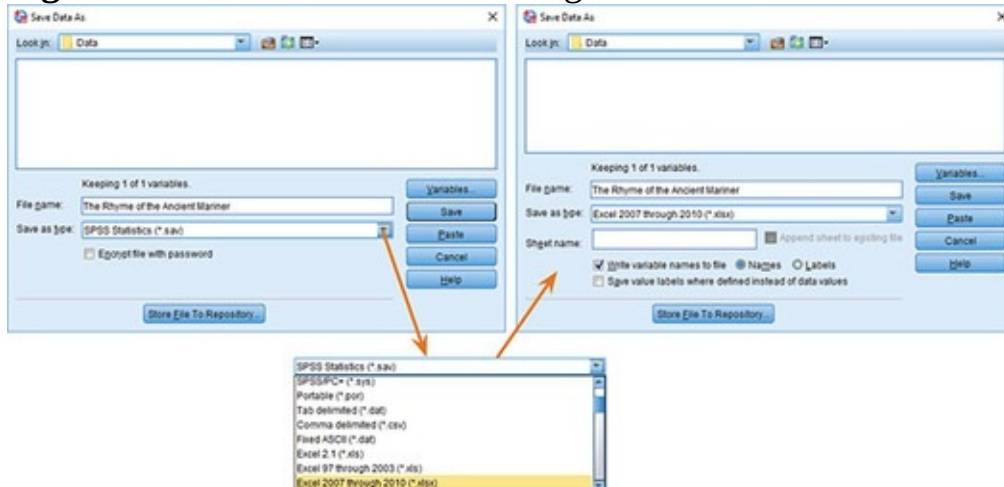 Save Data As
Look in: Data
Keeping 1 of 1 variables.
File name: The Rhyme of the Ancient Mariner
Save as type: SPSS Statistics (*.sav)
Encrypt file with password
Variables...
Save
Paste
Cancel
Help
Store File To Repository...
Save Data As
Look in: Data
Keeping 1 of 1 variables.
File name: The Rhyme of the Ancient Mariner
Save as type: Excel 2007 through 2010 (*.xlsx)
Sheet name: Append sheet to existing file
Write variable names to file Names Labels
Save value labels where defined instead of data values
Variables...
Save
Paste
Cancel
Help
Store File To Repository...
SPSS Statistics (*.sav)
SPSS/PC+ (*.sys)
Portable (*.por)
Tab delimited (*.dat)
Comma delimited (*.csv)
Fixed ASCII (*.dat)
Excel 2.1 (*.xls)
Excel 97 through 2003 (*.xls)
Excel 2007 through 2010 (*.xlsx)